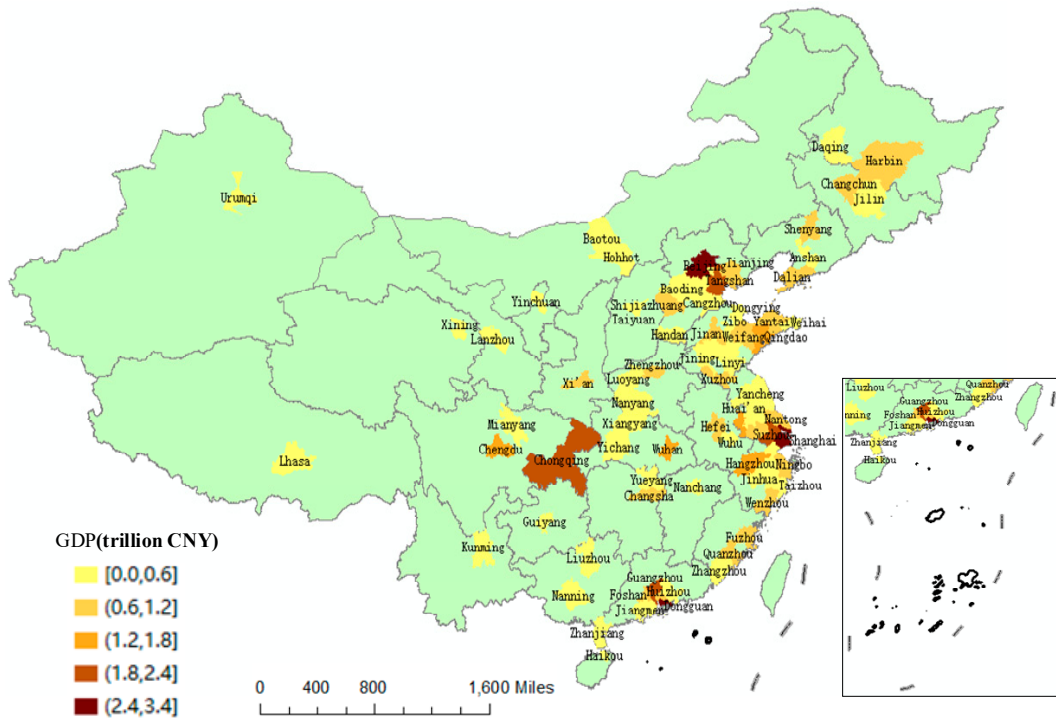 Daqing
Harbin
Changchun
Jilin
Urumqi
Shenyang
Baotou
Hohhot
Anshan
Beijing
Tianjing
Tangshan
Dalian
Baoding
Yinchuan
Shijiazhuang
Cangzhou
Dongying
Taiyuan
Zibo
Yantai
Weihai
Xining
Lanzhou
Handan
Jinan
Weifang
Qingdao
Zhengzhou
Jining
Linyi
Xi'an
Luoyang
Xuzhou
Nanyang
Yancheng
Huai'an
Mianyang
Xiangyang
Hefei
Nantong
Chengdu
Yichang
Wuhan
Wuhu
Suzhou
Shanghai
Lhasa
Chongqing
Hangzhou
Ningbo
Yueyang
Jinhua
Changsha
Nanchang
Taizhou
Wenzhou
Guiyang
Kunming
Fuzhou
Liuzhou
Quanzhou
Zhangzhou
Guangzhou
Nanning
Foshan
Huizhou
Jiangmen
Dongguan
Zhanjiang
Haikou
Liuzhou
Quanzhou
Guangzhou
Zhangzhou
nning
Foshan
Huizhou
Jiangmen
Dongguan
Zhanjiang
Haikou
GDP(trillion CNY)
[0.0,0.6]
(0.6,1.2]
(1.2,1.8]
(1.8,2.4]
(2.4,3.4]
0 400 800 1,600 Miles